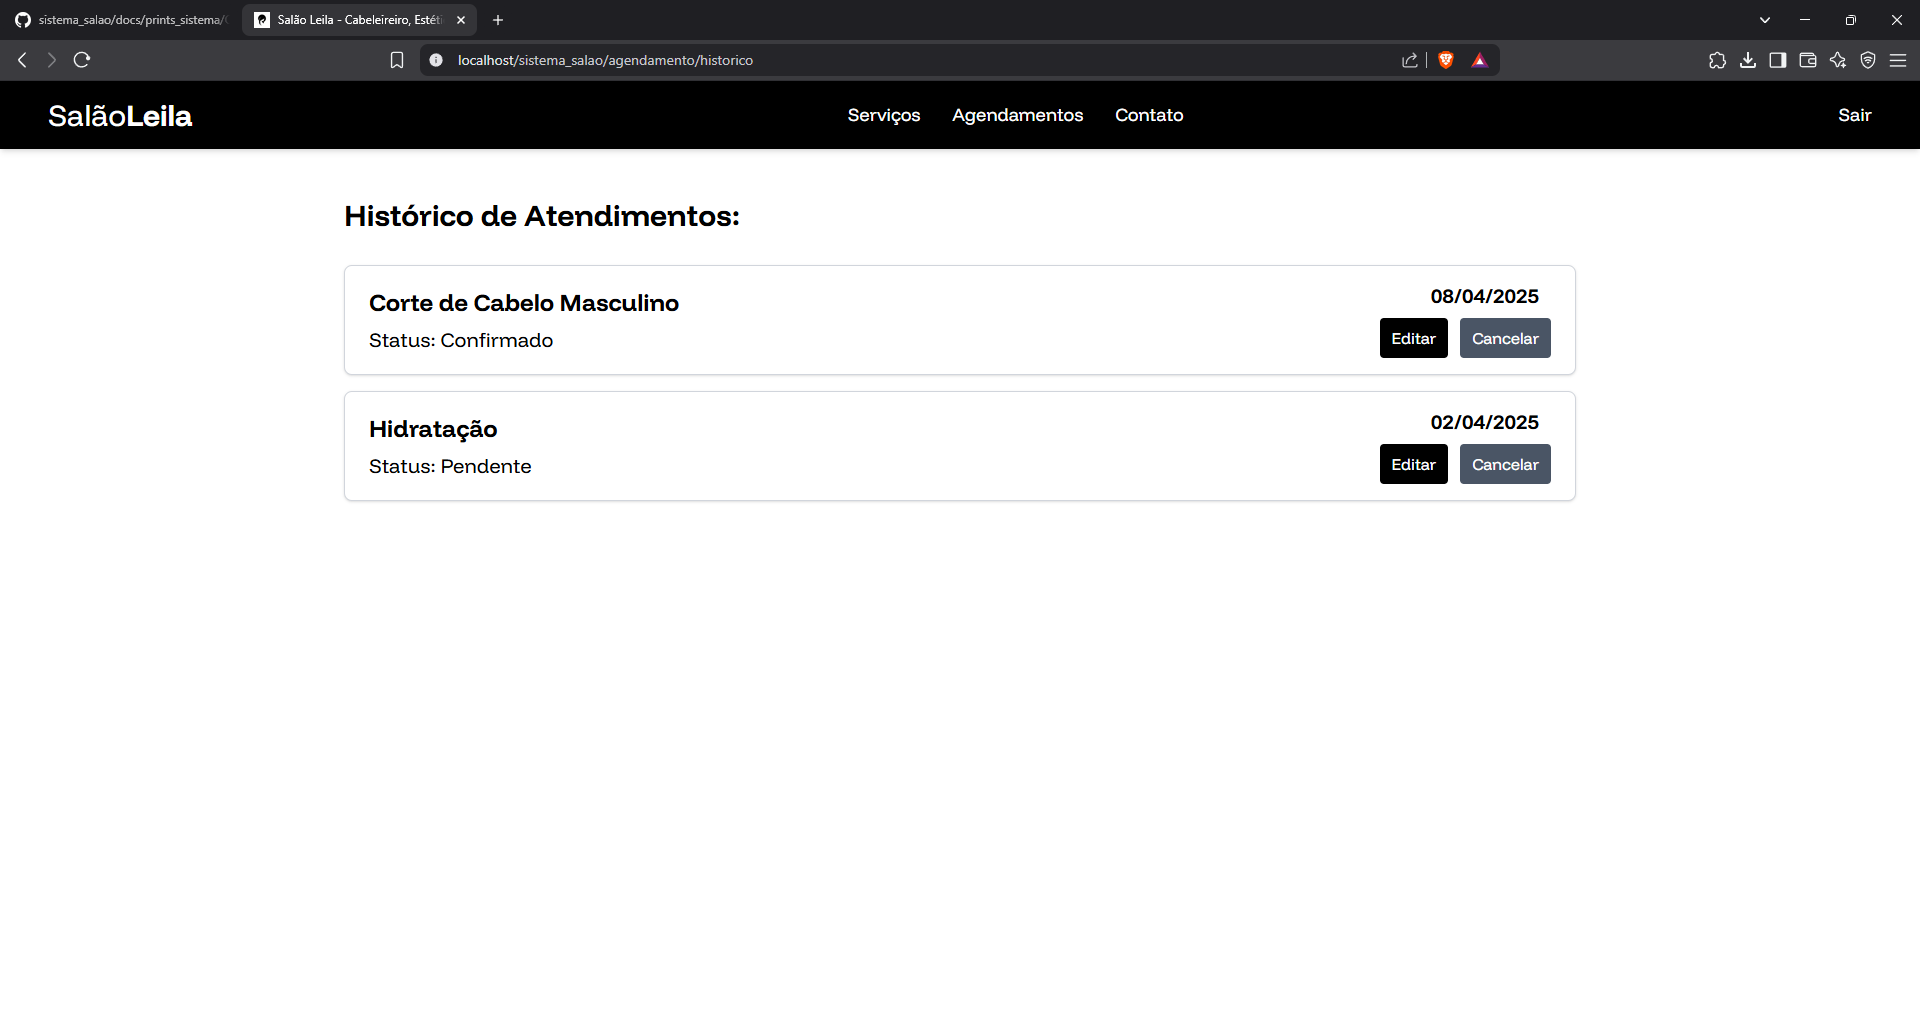 sistema_salao/docs/prints_sistema/
Salão Leila - Cabeleireiro, Estéti
localhost/sistema_salao/agendamento/historico
SalãoLeila
Serviços
Agendamentos
Contato
Sair
Histórico de Atendimentos:
Corte de Cabelo Masculino
08/04/2025
Status: Confirmado
Editar
Cancelar
Hidratação
02/04/2025
Status: Pendente
Editar
Cancelar